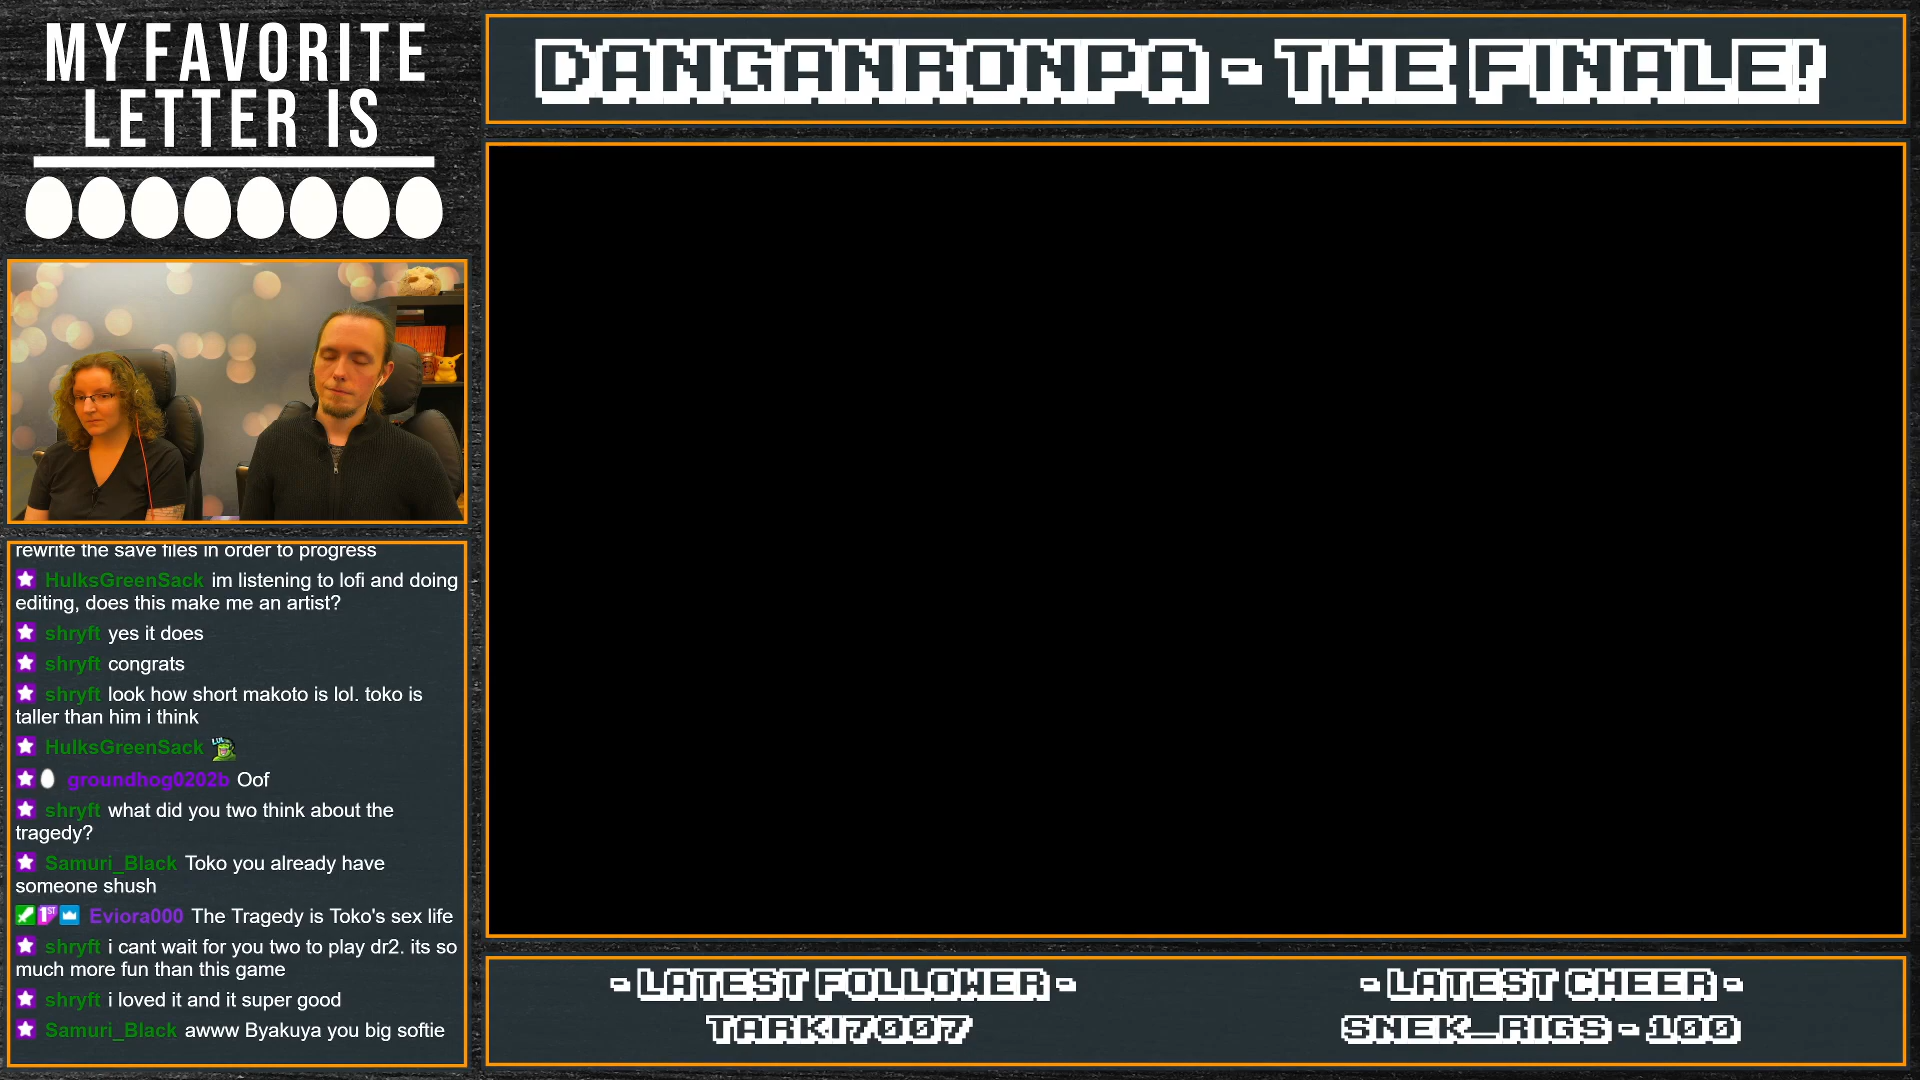 MY FAVORITE
LETTER IS
DANGANRONPA - THE FINALE!
rewrite the save files in order to progress
HulksGreenSack im listening to lofi and doing
editing, does this make me an artist?
shryft yes it does
shryft congrats
shryft look how short makoto is lol. toko is
taller than him i think
HulksGreenSack
groundhog0202b Oof
shryft what did you two think about the
tragedy?
Samuri_Black Toko you already have
someone shush
1ST Eviora000 The Tragedy is Toko's sex life
shryft i cant wait for you two to play dr2. its so
much more fun than this game
shryft i loved it and it super good
Samuri_Black awww Byakuya you big softie
- LATEST FOLLOWER -
TARKI7007
- LATEST CHEER -
SNEK_RIGS - 100